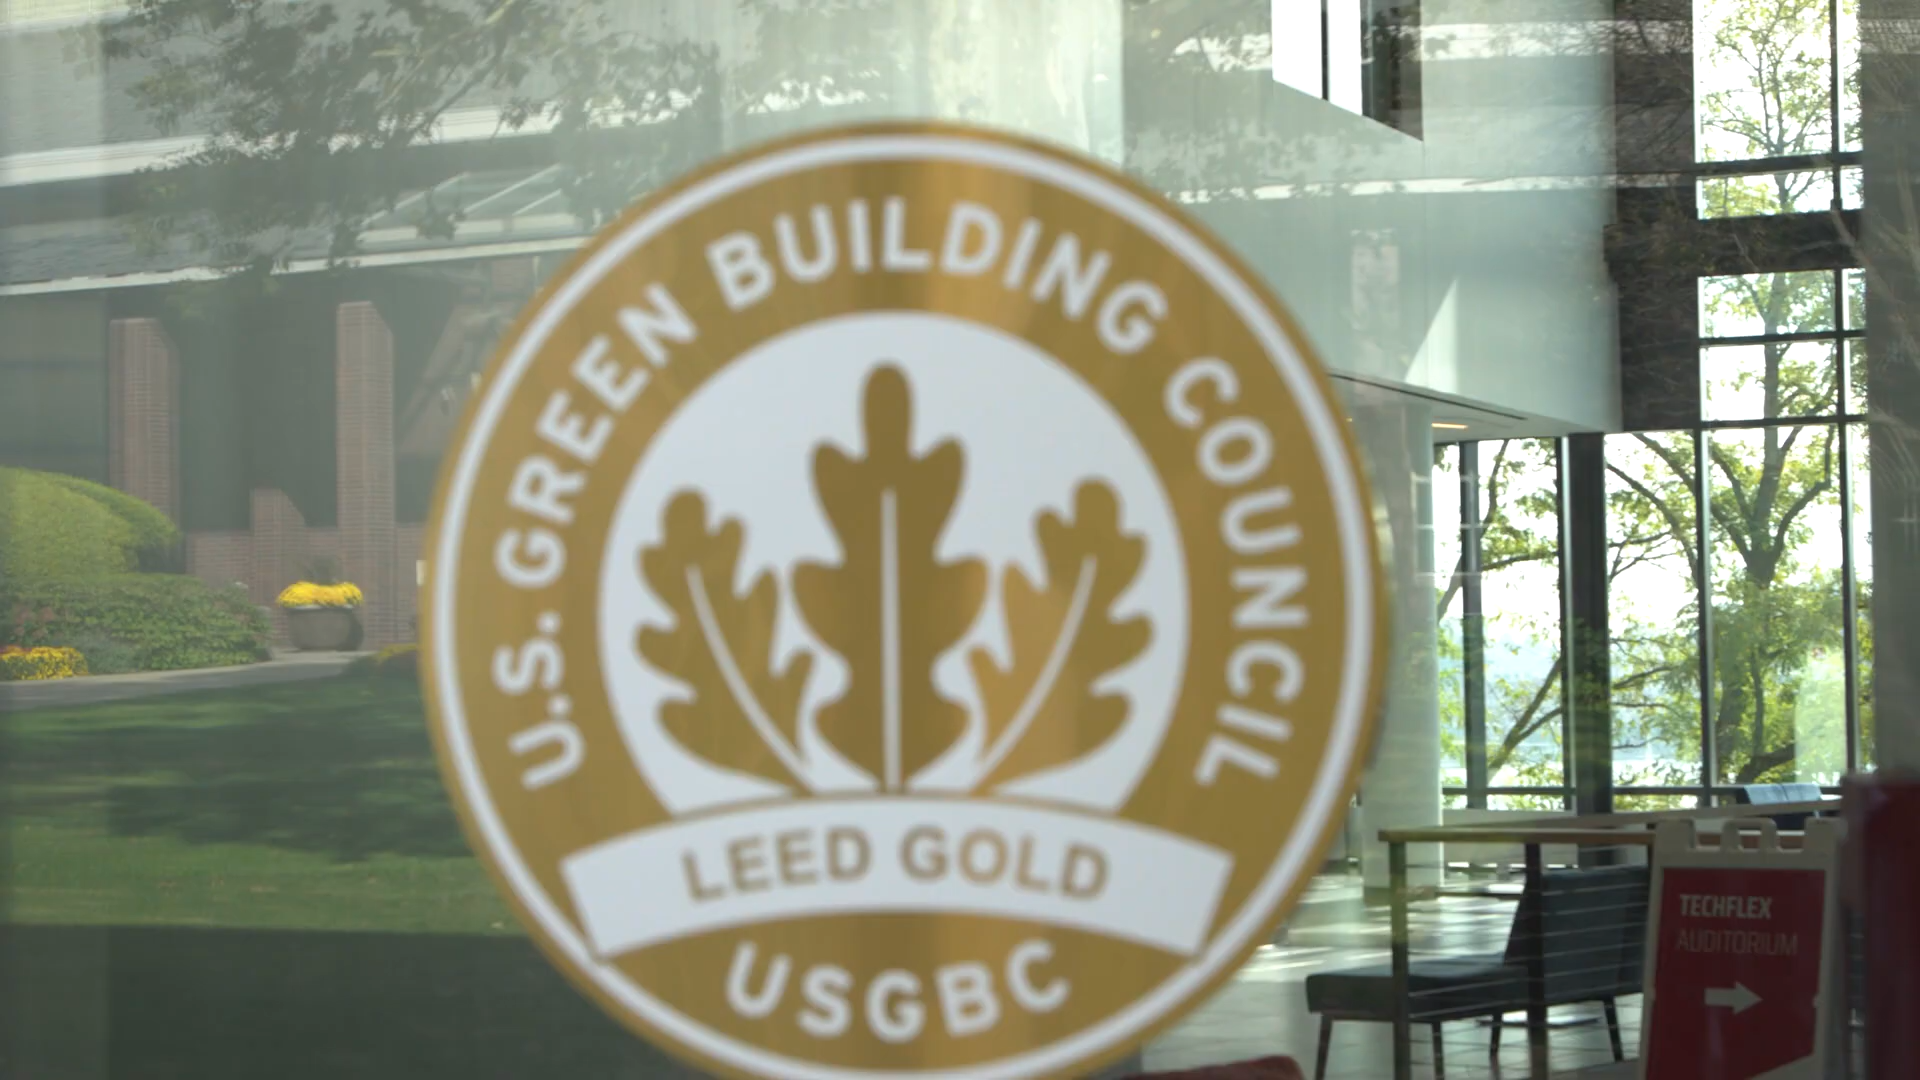 U.S. GREEN BUILDING COUNCIL
LEED GOLD
USGBC
TECHFLEX
AUDITORIUM